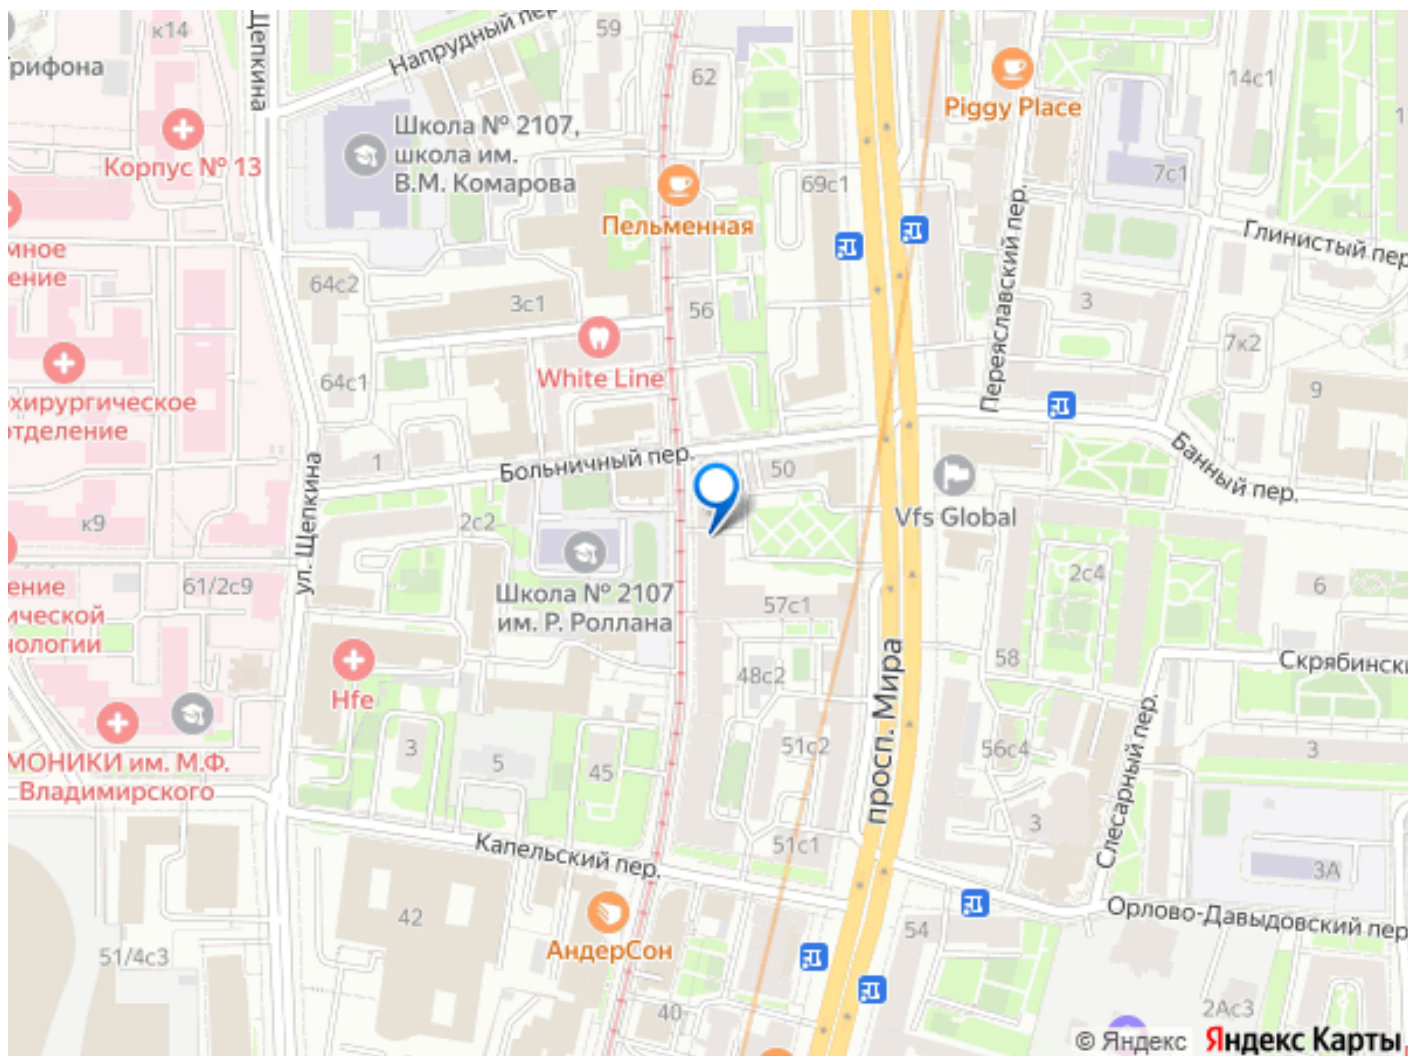 к14
Щепкина
Напрудный пер.
59
рифона
62
14с1
Piggy Place
Школа № 2107,
школа им.
В.М. Комарова
Корпус № 13
69с1
7с1
Пельменная
Переяславский пер.
Глинистый пер.
мное
ение
64с2
3с1
56
3
7к2
White Line
64с1
9
охирургическое
отделение
Больничный пер.
1
50
Банный пер.
к9
2с2
Vfs Global
ул. Щепкина
61/2с9
Школа № 2107
им. Р. Роллана
57с1
2с4
6
ение
ической
нологии
58
Скрябински
48с2
Hfe
просп. Мира
3
5
45
51с2
56с4
Слесарный пер.
3
МОНИКИ им. М.Ф.
Владимирского
3
Капельский пер.
51с1
3А
42
Орлово-Давыдовский пер.
54
АндерСон
51/4с3
40
2Ас3
© Яндекс Яндекс Карты